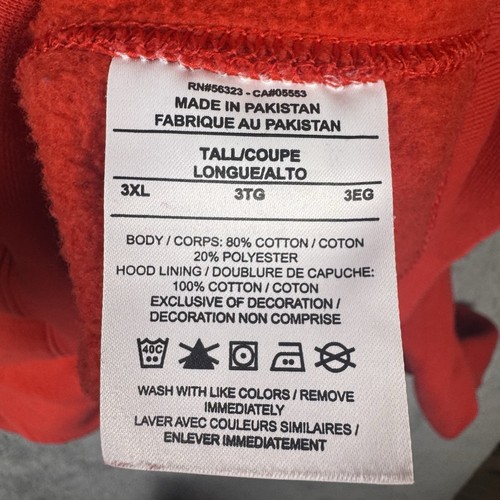 RN#56323 - CA#05553
MADE IN PAKISTAN
FABRIQUE AU PAKISTAN
TALL/COUPE
LONGUE/ALTO
3XL 3TG 3EG
BODY / CORPS: 80% COTTON / COTON
20% POLYESTER
HOOD LINING / DOUBLURE DE CAPUCHE:
100% COTTON / COTON
EXCLUSIVE OF DECORATION /
DECORATION NON COMPRISE
40C
WASH WITH LIKE COLORS / REMOVE
IMMEDIATELY
LAVER AVEC COULEURS SIMILAIRES /
ENLEVER IMMEDIATEMENT